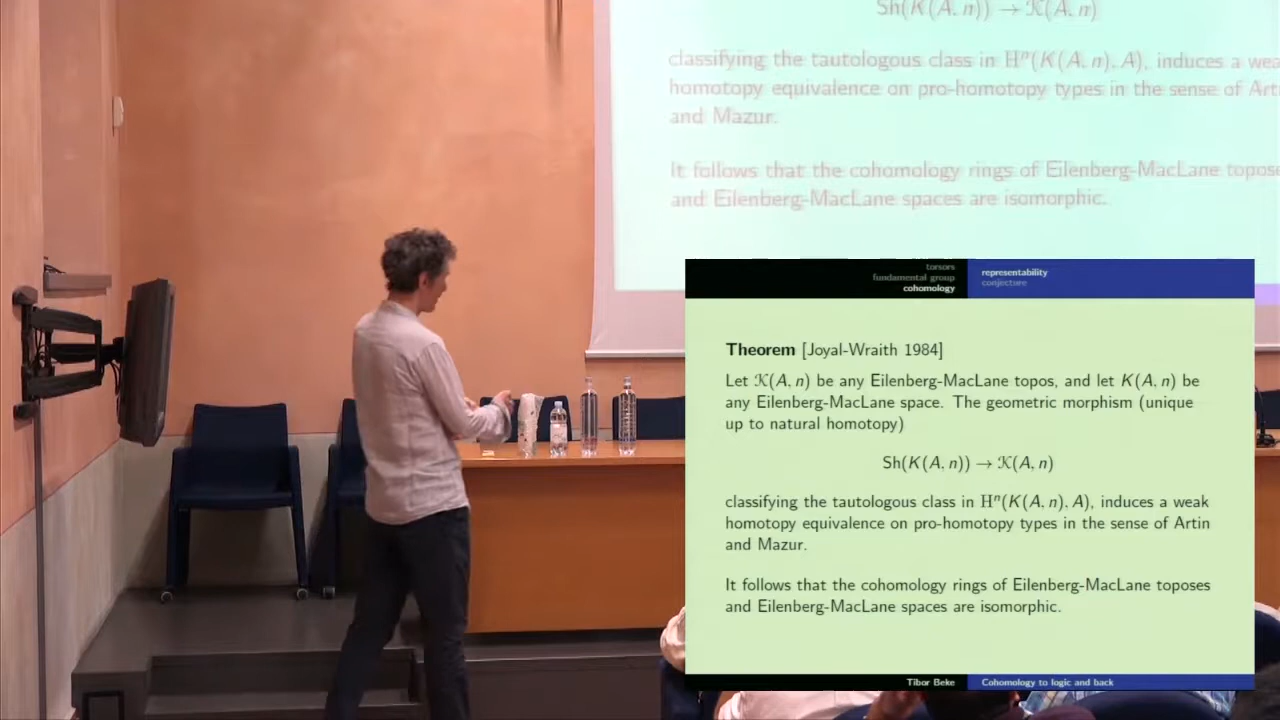 Sh(K(A, n)) → 𝒦(A, n)
classifying the tautologous class in Hⁿ(K(A, n), A), induces a wea
homotopy equivalence on pro-homotopy types in the sense of Art
and Mazur.
It follows that the cohomology rings of Eilenberg-MacLane topose
and Eilenberg-MacLane spaces are isomorphic.
torsors
fundamental group
cohomology
representability
conjecture
Theorem [Joyal-Wraith 1984]
Let 𝒦(A, n) be any Eilenberg-MacLane topos, and let K(A, n) be
any Eilenberg-MacLane space. The geometric morphism (unique
up to natural homotopy)
Sh(K(A, n)) → 𝒦(A, n)
classifying the tautologous class in Hⁿ(K(A, n), A), induces a weak
homotopy equivalence on pro-homotopy types in the sense of Artin
and Mazur.
It follows that the cohomology rings of Eilenberg-MacLane toposes
and Eilenberg-MacLane spaces are isomorphic.
Tibor Beke
Cohomology to logic and back